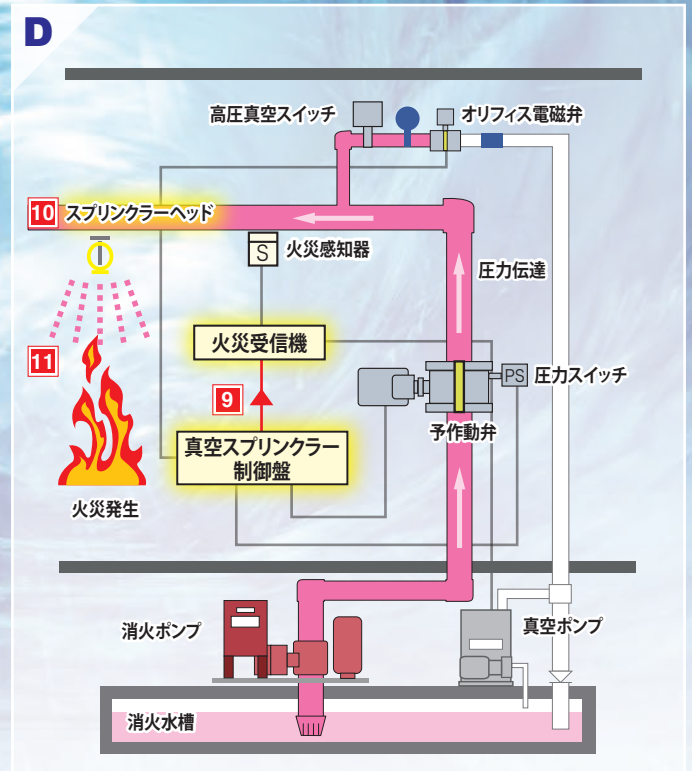 D
高圧真空スイッチ
オリフィス電磁弁
10 スプリンクラーヘッド
S
火災感知器
圧力伝達
火災受信機
11
9
PS
圧力スイッチ
予作動弁
真空スプリンクラー
制御盤
火災発生
消火ポンプ
真空ポンプ
消火水槽